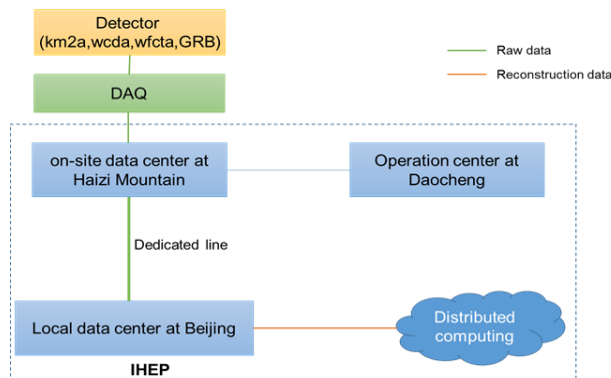 Detector
(km2a,wcda,wfcta,GRB)
Raw data
Reconstruction data
DAQ
on-site data center at
Haizi Mountain
Operation center at
Daocheng
Dedicated line
Local data center at Beijing
Distributed
computing
IHEP